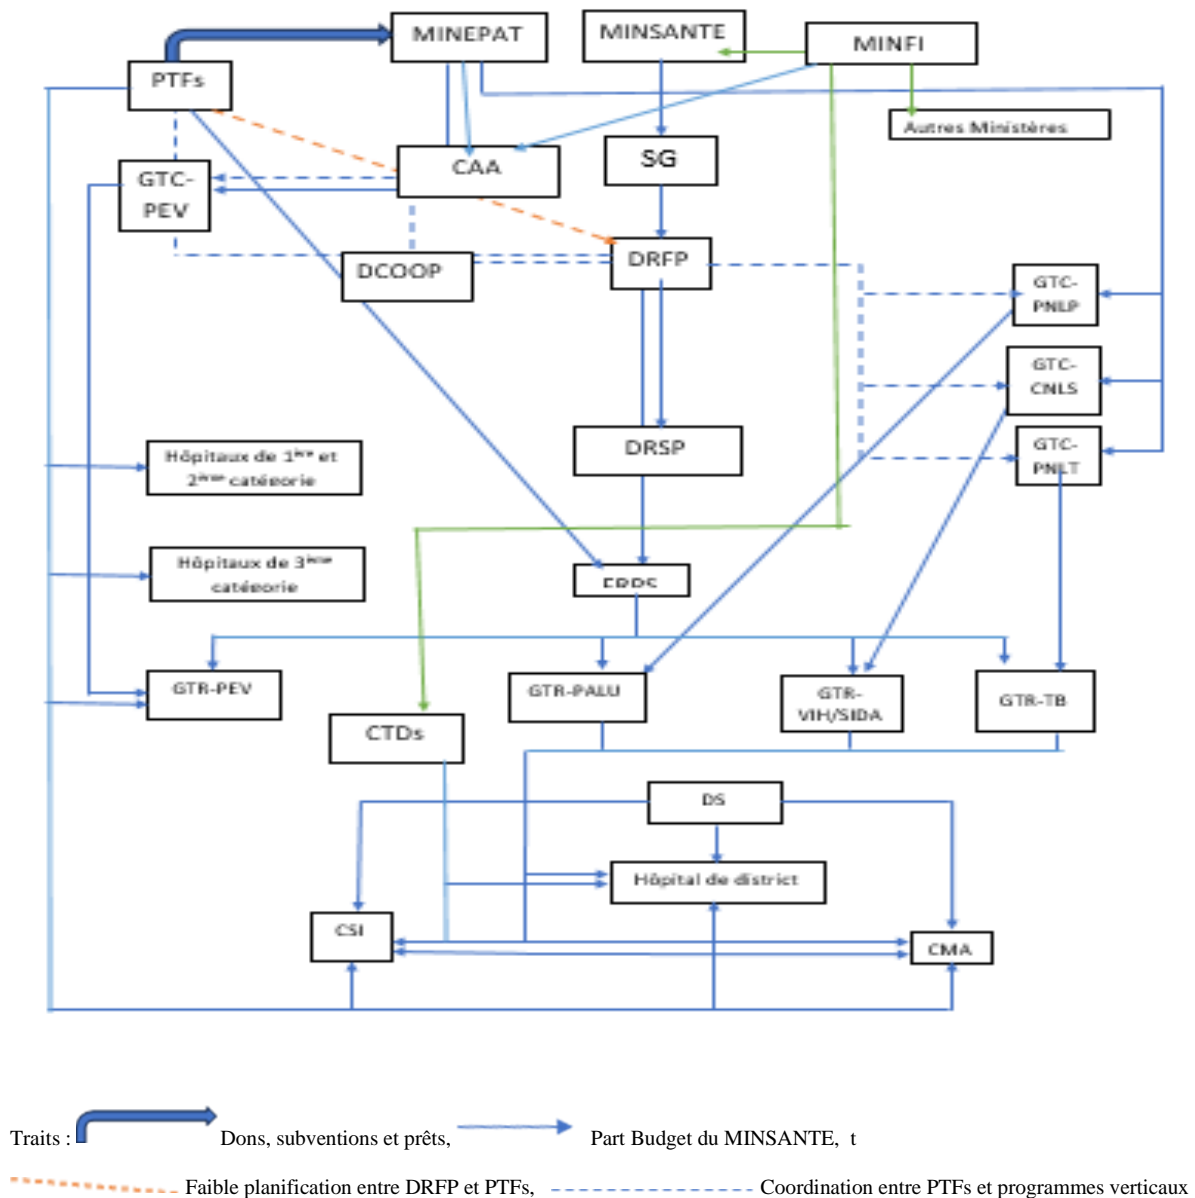 MINEPAT
MINSANTE
MINFI
PTFs
Autres Ministères
CAA
SG
GTC-
PEV
DCOOP
DRFP
GTC-
PNLP
GTC-
CNLS
GTC-
PNLT
DRSP
Hôpitaux de 1ère et
2ième catégorie
Hôpitaux de 3ième
catégorie
GTR-PEV
GTR-PALU
GTR-
VIH/SIDA
GTR-TB
CTDs
DS
Hôpital de district
CSI
CMA
Traits : Dons, subventions et prêts, Part Budget du MINSANTE, t
Faible planification entre DRFP et PTFs, Coordination entre PTFs et programmes verticaux